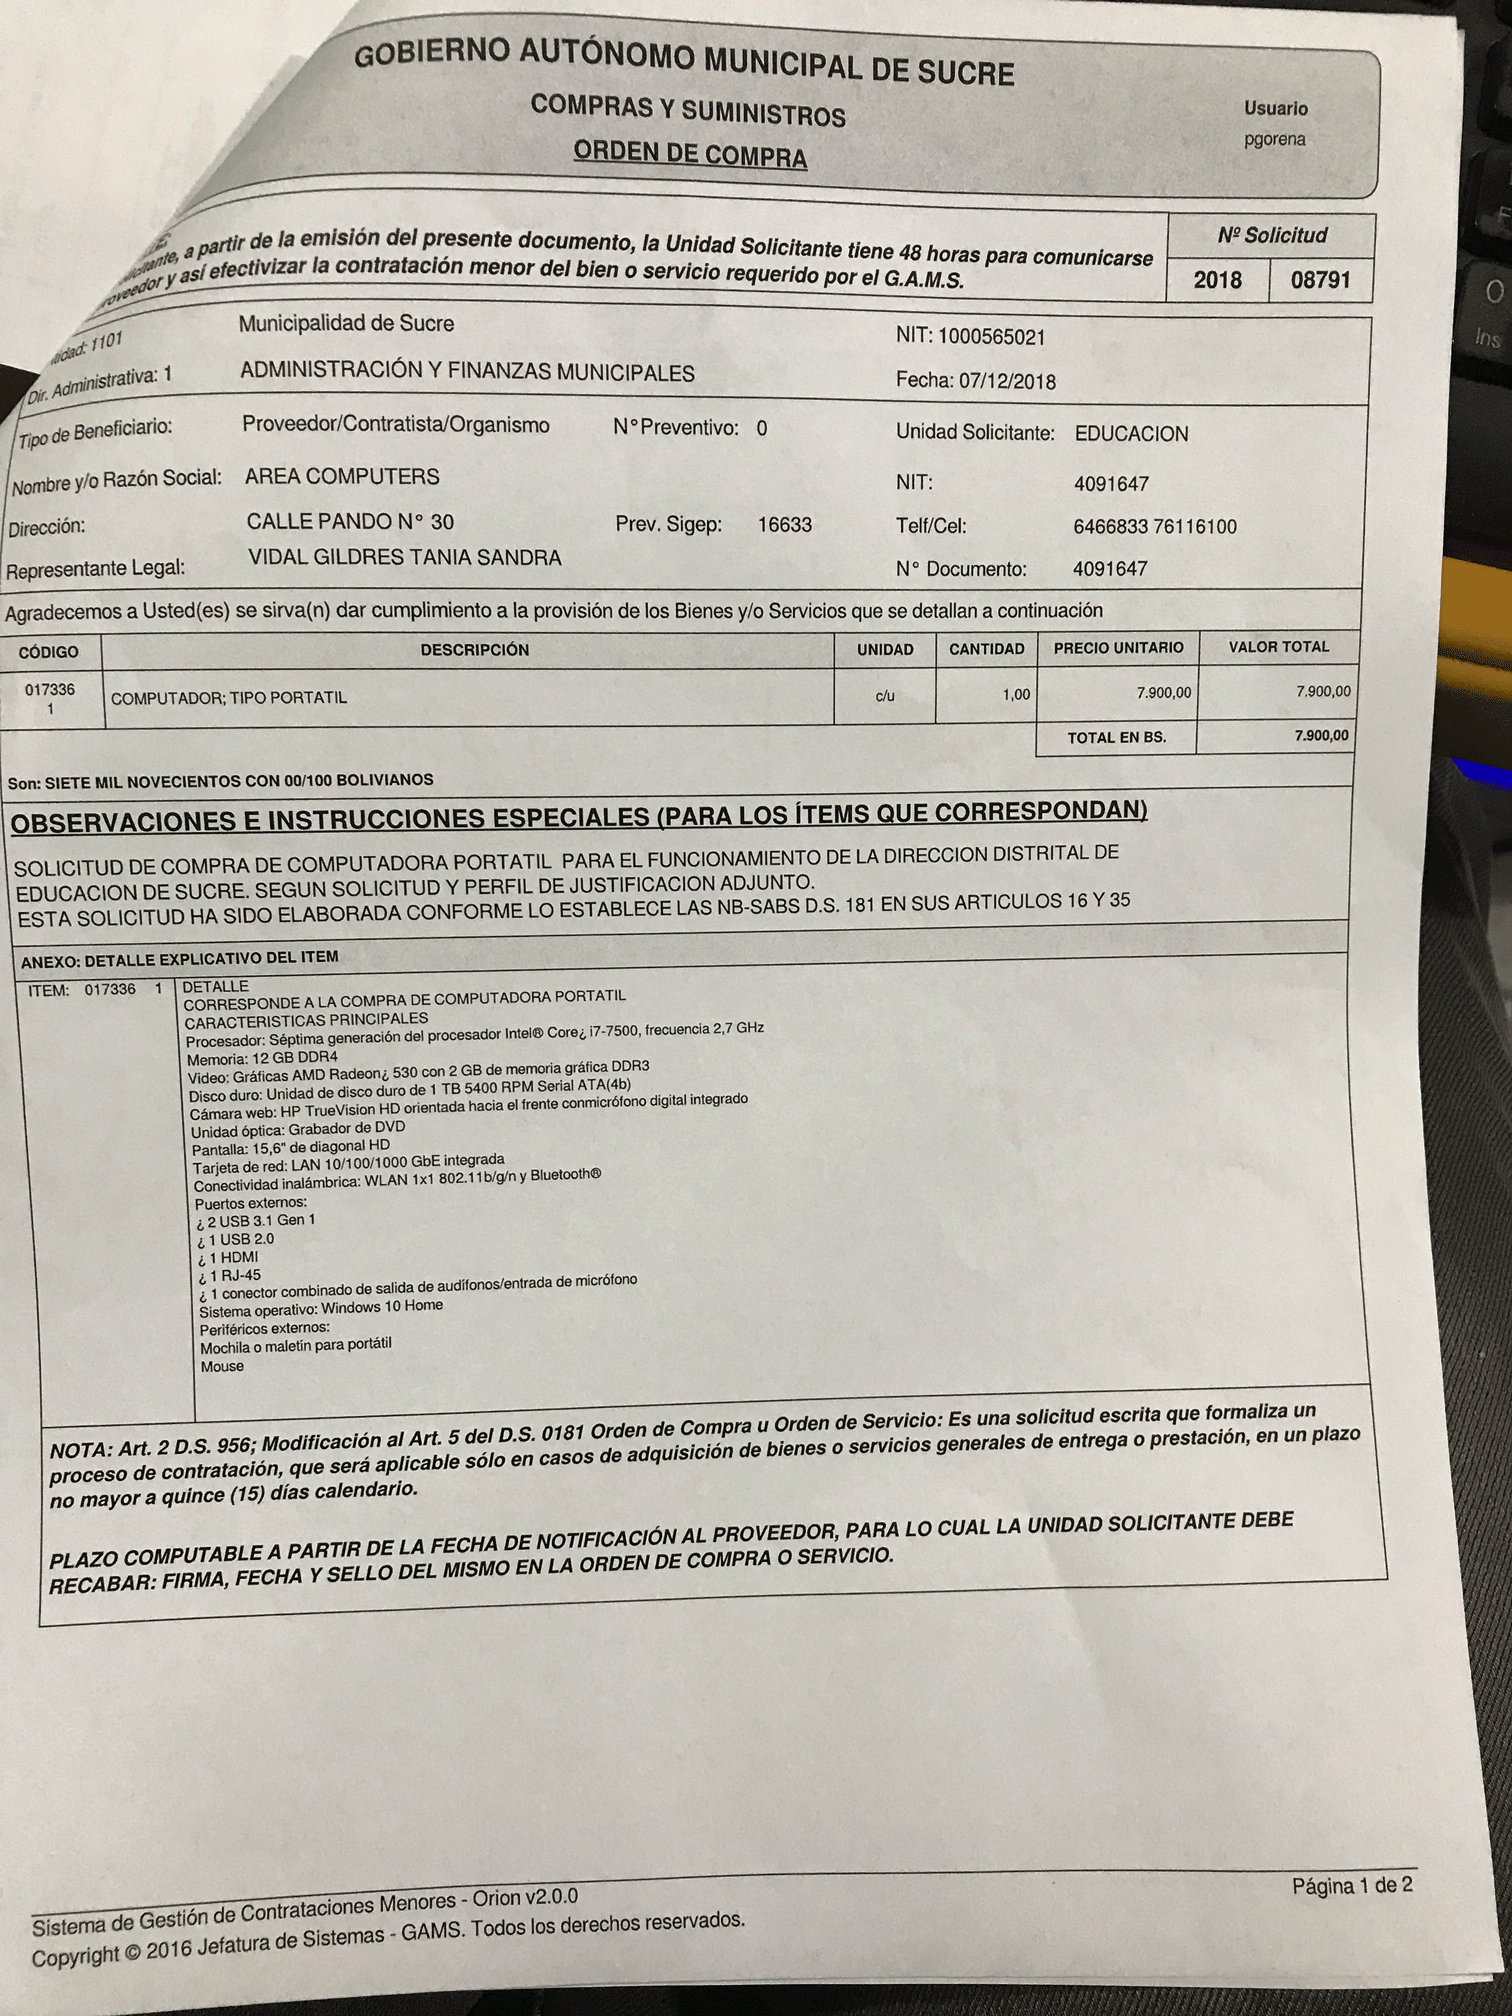 GOBIERNO AUTÓNOMO MUNICIPAL DE SUCRE
COMPRAS Y SUMINISTROS
ORDEN DE COMPRA
Usuario
pgorena
a partir de la emisión del presente documento, la Unidad Solicitante tiene 48 horas para comunicarse
y así efectivizar la contratación menor del bien o servicio requerido por el G.A.M.S.
Nº Solicitud
2018 08791
1101 Municipalidad de Sucre NIT: 1000565021
Dir. Administrativa: 1 ADMINISTRACIÓN Y FINANZAS MUNICIPALES Fecha: 07/12/2018
Tipo de Beneficiario: Proveedor/Contratista/Organismo N°Preventivo: 0 Unidad Solicitante: EDUCACION
Nombre y/o Razón Social: AREA COMPUTERS NIT: 4091647
Dirección: CALLE PANDO N° 30 Prev. Sigep: 16633 Telf/Cel: 6466833 76116100
Representante Legal: VIDAL GILDRES TANIA SANDRA N° Documento: 4091647
Agradecemos a Usted(es) se sirva(n) dar cumplimiento a la provisión de los Bienes y/o Servicios que se detallan a continuación
CÓDIGO DESCRIPCIÓN UNIDAD CANTIDAD PRECIO UNITARIO VALOR TOTAL
017336 1 COMPUTADOR; TIPO PORTATIL c/u 1,00 7.900,00 7.900,00
TOTAL EN BS. 7.900,00
Son: SIETE MIL NOVECIENTOS CON 00/100 BOLIVIANOS
OBSERVACIONES E INSTRUCCIONES ESPECIALES (PARA LOS ÍTEMS QUE CORRESPONDAN)
SOLICITUD DE COMPRA DE COMPUTADORA PORTATIL PARA EL FUNCIONAMIENTO DE LA DIRECCION DISTRITAL DE
EDUCACION DE SUCRE. SEGUN SOLICITUD Y PERFIL DE JUSTIFICACION ADJUNTO.
ESTA SOLICITUD HA SIDO ELABORADA CONFORME LO ESTABLECE LAS NB-SABS D.S. 181 EN SUS ARTICULOS 16 Y 35
ANEXO: DETALLE EXPLICATIVO DEL ITEM
ITEM: 017336 1 DETALLE
CORRESPONDE A LA COMPRA DE COMPUTADORA PORTATIL
CARACTERISTICAS PRINCIPALES
Procesador: Séptima generación del procesador Intel® Core¿ i7-7500, frecuencia 2,7 GHz
Memoria: 12 GB DDR4
Video: Gráficas AMD Radeon¿ 530 con 2 GB de memoria gráfica DDR3
Disco duro: Unidad de disco duro de 1 TB 5400 RPM Serial ATA(4b)
Cámara web: HP TrueVision HD orientada hacia el frente conmicrófono digital integrado
Unidad óptica: Grabador de DVD
Pantalla: 15,6" de diagonal HD
Tarjeta de red: LAN 10/100/1000 GbE integrada
Conectividad inalámbrica: WLAN 1x1 802.11b/g/n y Bluetooth®
Puertos externos:
¿ 2 USB 3.1 Gen 1
¿ 1 USB 2.0
¿ 1 HDMI
¿ 1 RJ-45
¿ 1 conector combinado de salida de audífonos/entrada de micrófono
Sistema operativo: Windows 10 Home
Periféricos externos:
Mochila o maletín para portátil
Mouse
NOTA: Art. 2 D.S. 956; Modificación al Art. 5 del D.S. 0181 Orden de Compra u Orden de Servicio: Es una solicitud escrita que formaliza un
proceso de contratación, que será aplicable sólo en casos de adquisición de bienes o servicios generales de entrega o prestación, en un plazo
no mayor a quince (15) días calendario.
PLAZO COMPUTABLE A PARTIR DE LA FECHA DE NOTIFICACIÓN AL PROVEEDOR, PARA LO CUAL LA UNIDAD SOLICITANTE DEBE
RECABAR: FIRMA, FECHA Y SELLO DEL MISMO EN LA ORDEN DE COMPRA O SERVICIO.
Sistema de Gestión de Contrataciones Menores - Orion v2.0.0
Copyright © 2016 Jefatura de Sistemas - GAMS. Todos los derechos reservados.
Página 1 de 2
O
Ins